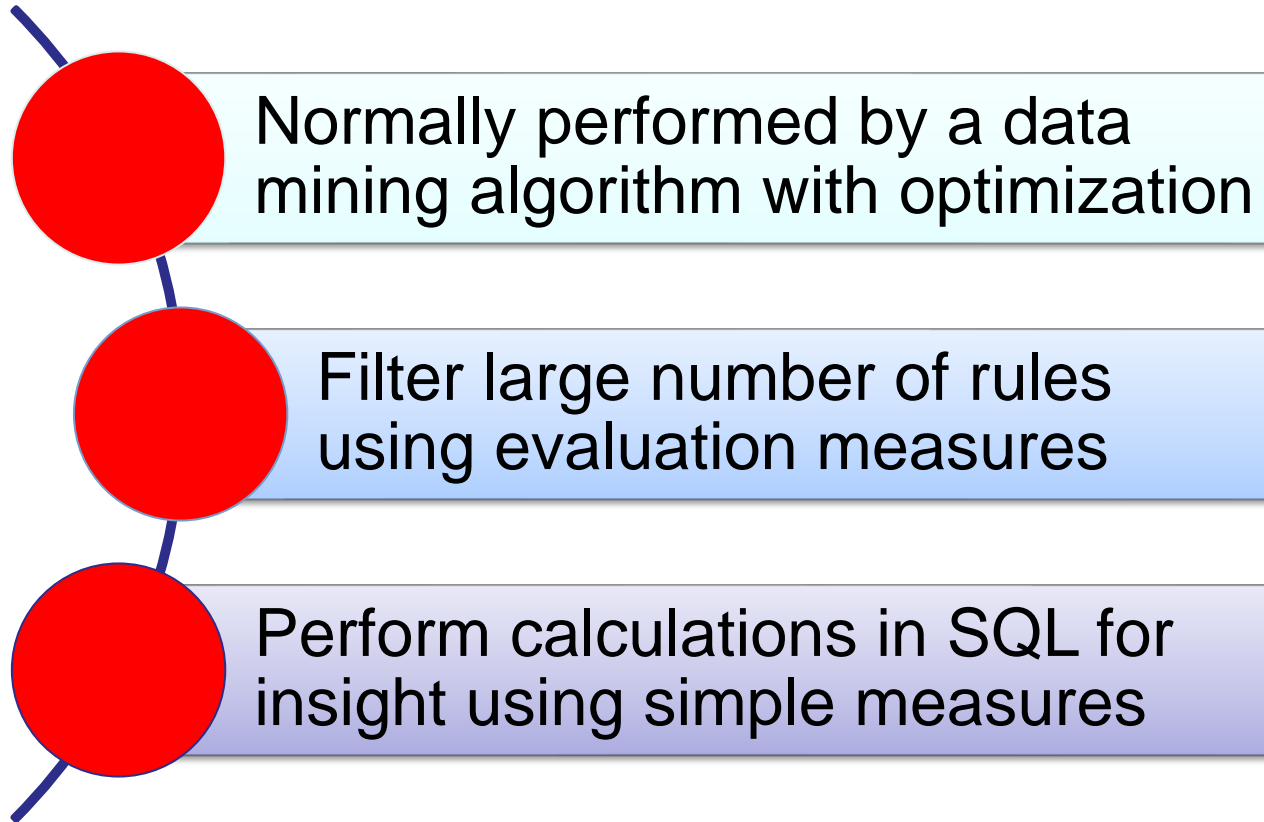 Normally performed by a data
mining algorithm with optimization
Filter large number of rules
using evaluation measures
Perform calculations in SQL for
insight using simple measures